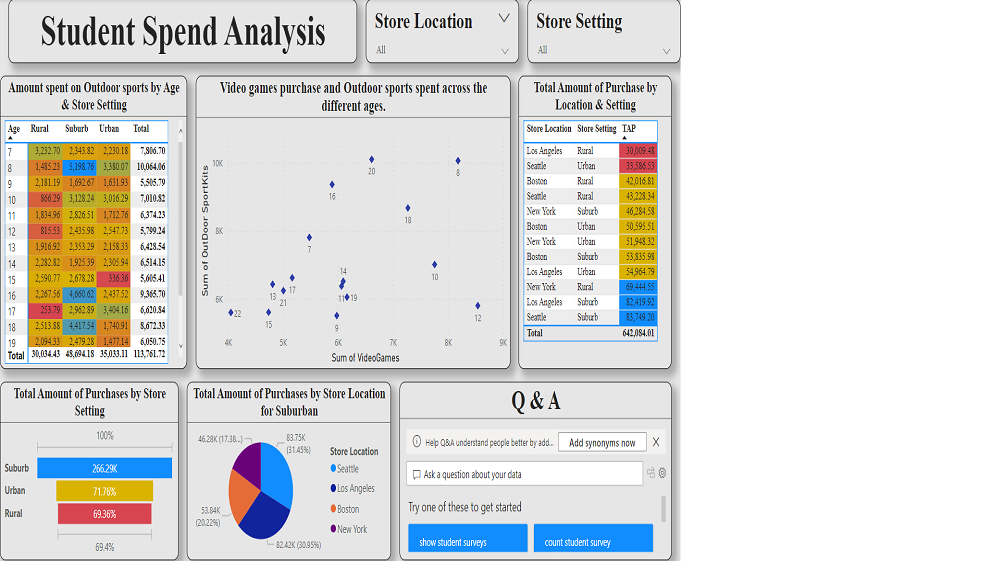 Student Spend Analysis
Store Location
All
Store Setting
All
Amount spent on Outdoor sports by Age
& Store Setting
Age Rural Suburb Urban Total
7 3,232.70 2,343.82 2,230.18 7,806.70
8 1,485.23 5,198.76 3,380.07 10,064.06
9 2,181.19 1,692.67 1,631.93 5,505.79
10 866.29 3,128.24 3,016.29 7,010.82
11 1,834.96 2,826.51 1,712.76 6,374.23
12 815.53 2,435.98 2,547.73 5,799.24
13 1,916.92 2,353.29 2,158.33 6,428.54
14 2,282.82 1,925.39 2,305.94 6,514.15
15 2,590.77 2,678.28 336.36 5,605.41
16 2,267.56 4,660.62 2,437.52 9,365.70
17 253.79 2,962.89 3,404.16 6,620.84
18 2,513.88 4,417.54 1,740.91 8,672.33
19 2,094.33 2,479.28 1,477.14 6,050.75
Total 30,034.43 48,694.18 35,033.11 113,761.72
Video games purchase and Outdoor sports spent across the
different ages.
Sum of OutDoor SportKits
10K
8K
6K
20
8
16
18
7
10
14
13
17
21
11
19
22
15
9
12
4K 5K 6K 7K 8K 9K
Sum of VideoGames
Total Amount of Purchase by
Location & Setting
Store Location Store Setting TAP
Los Angeles Rural 30,009.48
Seattle Urban 33,586.53
Boston Rural 42,016.81
Seattle Rural 43,228.34
New York Suburb 46,284.58
Boston Urban 50,595.51
New York Urban 51,948.32
Boston Suburb 53,835.98
Los Angeles Urban 54,964.79
New York Rural 69,444.55
Los Angeles Suburb 82,419.92
Seattle Suburb 83,749.20
Total 642,084.01
Total Amount of Purchases by Store
Setting
100%
Suburb 266.29K
Urban 71.76%
Rural 69.36%
69.4%
Total Amount of Purchases by Store Location
for Suburban
46.28K (17.38...)
83.75K
(31.45%)
53.84K
(20.22%)
82.42K (30.95%)
Store Location
Seattle
Los Angeles
Boston
New York
Q & A
Help Q&A understand people better by add...
Add synonyms now
Ask a question about your data
Try one of these to get started
show student surveys
count student survey